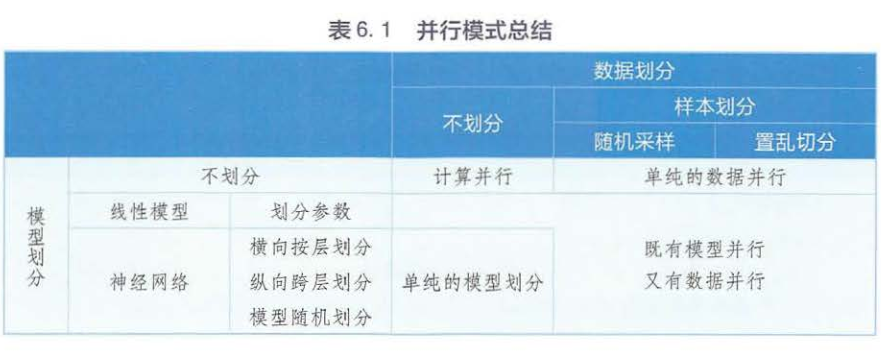 表6.1 并行模式总结
数据划分
不划分
样本划分
随机采样 置乱切分
模型划分
不划分 计算并行 单纯的数据并行
线性模型 划分参数
神经网络
横向按层划分
纵向跨层划分
模型随机划分
单纯的模型划分
既有模型并行
又有数据并行